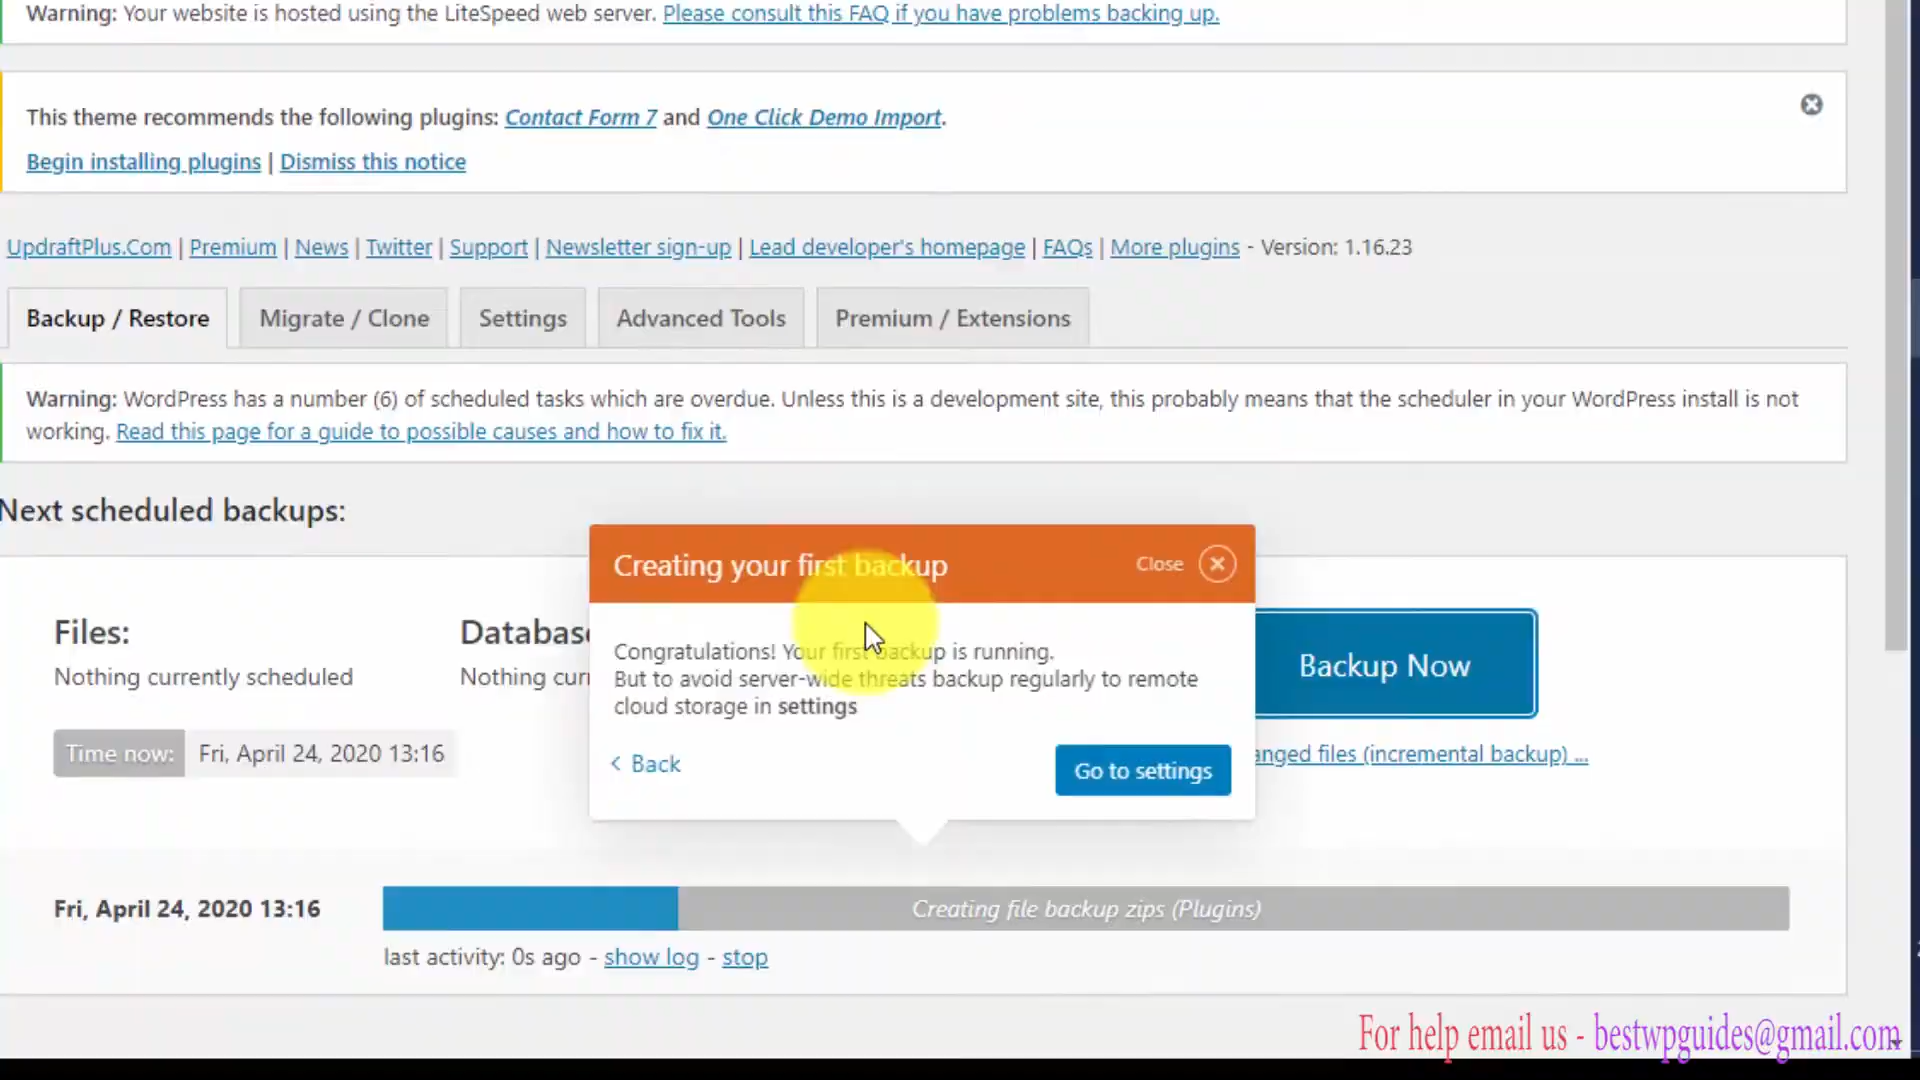 Warning: Your website is hosted using the LiteSpeed web server. Please consult this FAQ if you have problems backing up.
This theme recommends the following plugins: Contact Form 7 and One Click Demo Import.
Begin installing plugins | Dismiss this notice
UpdraftPlus.Com | Premium | News | Twitter | Support | Newsletter sign-up | Lead developer's homepage | FAQs | More plugins - Version: 1.16.23
Backup / Restore Migrate / Clone Settings Advanced Tools Premium / Extensions
Warning: WordPress has a number (6) of scheduled tasks which are overdue. Unless this is a development site, this probably means that the scheduler in your WordPress install is not
working. Read this page for a guide to possible causes and how to fix it.
Next scheduled backups:
Creating your first backup Close
Files: Database
Congratulations! Your first backup is running.
Nothing currently scheduled Nothing curr
But to avoid server-wide threats backup regularly to remote
cloud storage in settings
Backup Now
Time now: Fri, April 24, 2020 13:16
< Back Go to settings
anged files (incremental backup) ...
Fri, April 24, 2020 13:16 Creating file backup zips (Plugins)
last activity: 0s ago - show log - stop
For help email us - bestwpguides@gmail.com